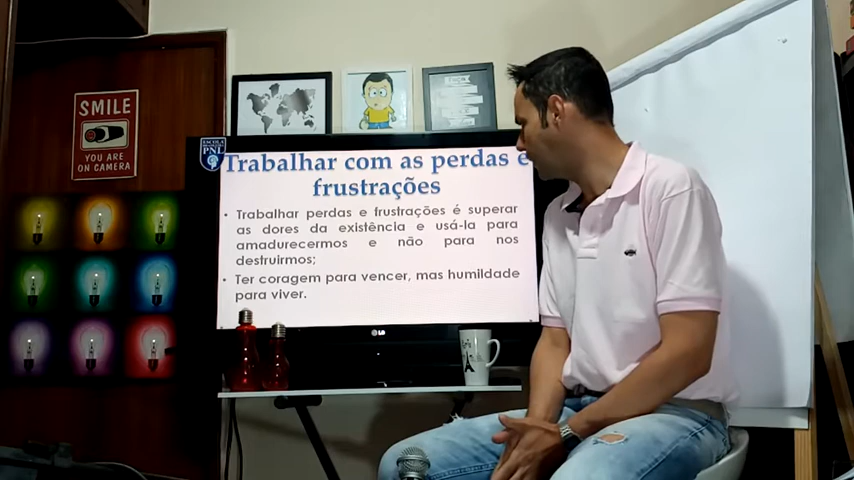 SMILE
YOU ARE
ON CAMERA
ESCOLA
PNL
Trabalhar com as perdas e
frustrações
• Trabalhar perdas e frustrações é superar
as dores da existência e usá-la para
amadurecermos e não para nos
destruirmos;
• Ter coragem para vencer, mas humildade
para viver.
LG